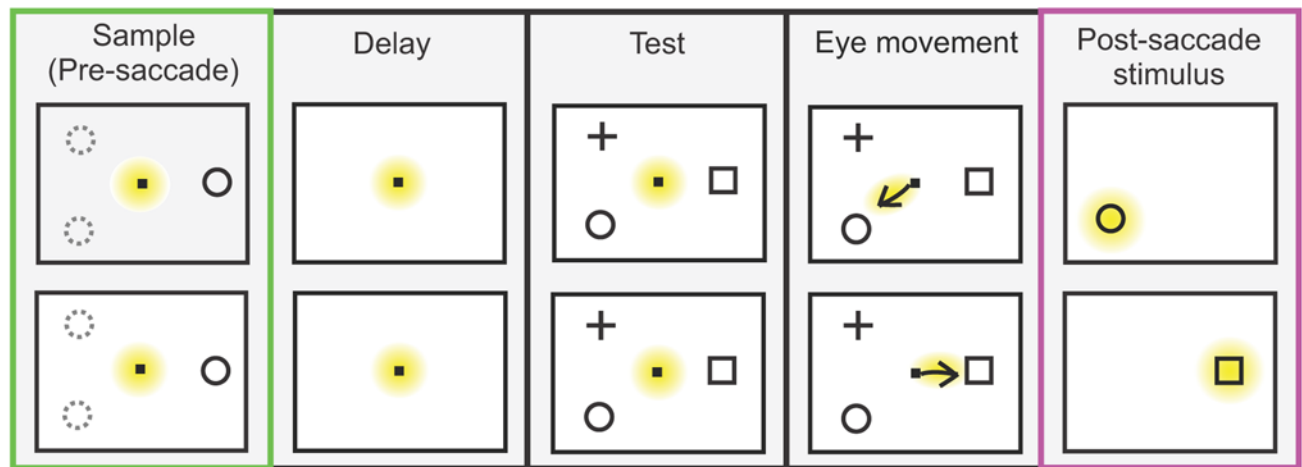 Sample
(Pre-saccade)
Delay
Test
Eye movement
Post-saccade
stimulus